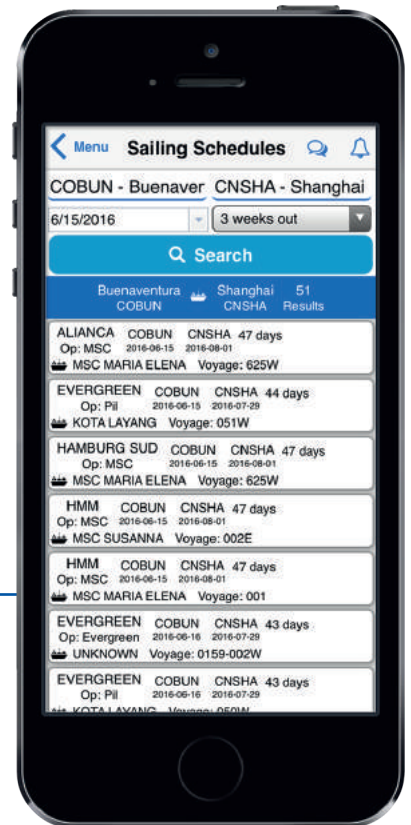 Menu Sailing Schedules
COBUN - Buenaver CNSHA - Shanghai
6/15/2016 3 weeks out
Search
Buenaventura Shanghai 51
COBUN CNSHA Results
ALIANCA COBUN CNSHA 47 days
Op: MSC 2016-06-15 2016-08-01
MSC MARIA ELENA Voyage: 625W
EVERGREEN COBUN CNSHA 44 days
Op: Pil 2016-06-15 2016-07-29
KOTA LAYANG Voyage: 051W
HAMBURG SUD COBUN CNSHA 47 days
Op: MSC 2016-06-15 2016-08-01
MSC MARIA ELENA Voyage: 625W
HMM COBUN CNSHA 47 days
Op: MSC 2016-06-15 2016-08-01
MSC SUSANNA Voyage: 002E
HMM COBUN CNSHA 47 days
Op: MSC 2016-06-15 2016-08-01
MSC MARIA ELENA Voyage: 001
EVERGREEN COBUN CNSHA 43 days
Op: Evergreen 2016-06-16 2016-07-29
UNKNOWN Voyage: 0159-002W
EVERGREEN COBUN CNSHA 43 days
Op: Pil 2016-06-16 2016-07-29
KOTA LAYANG Voyage: 050W